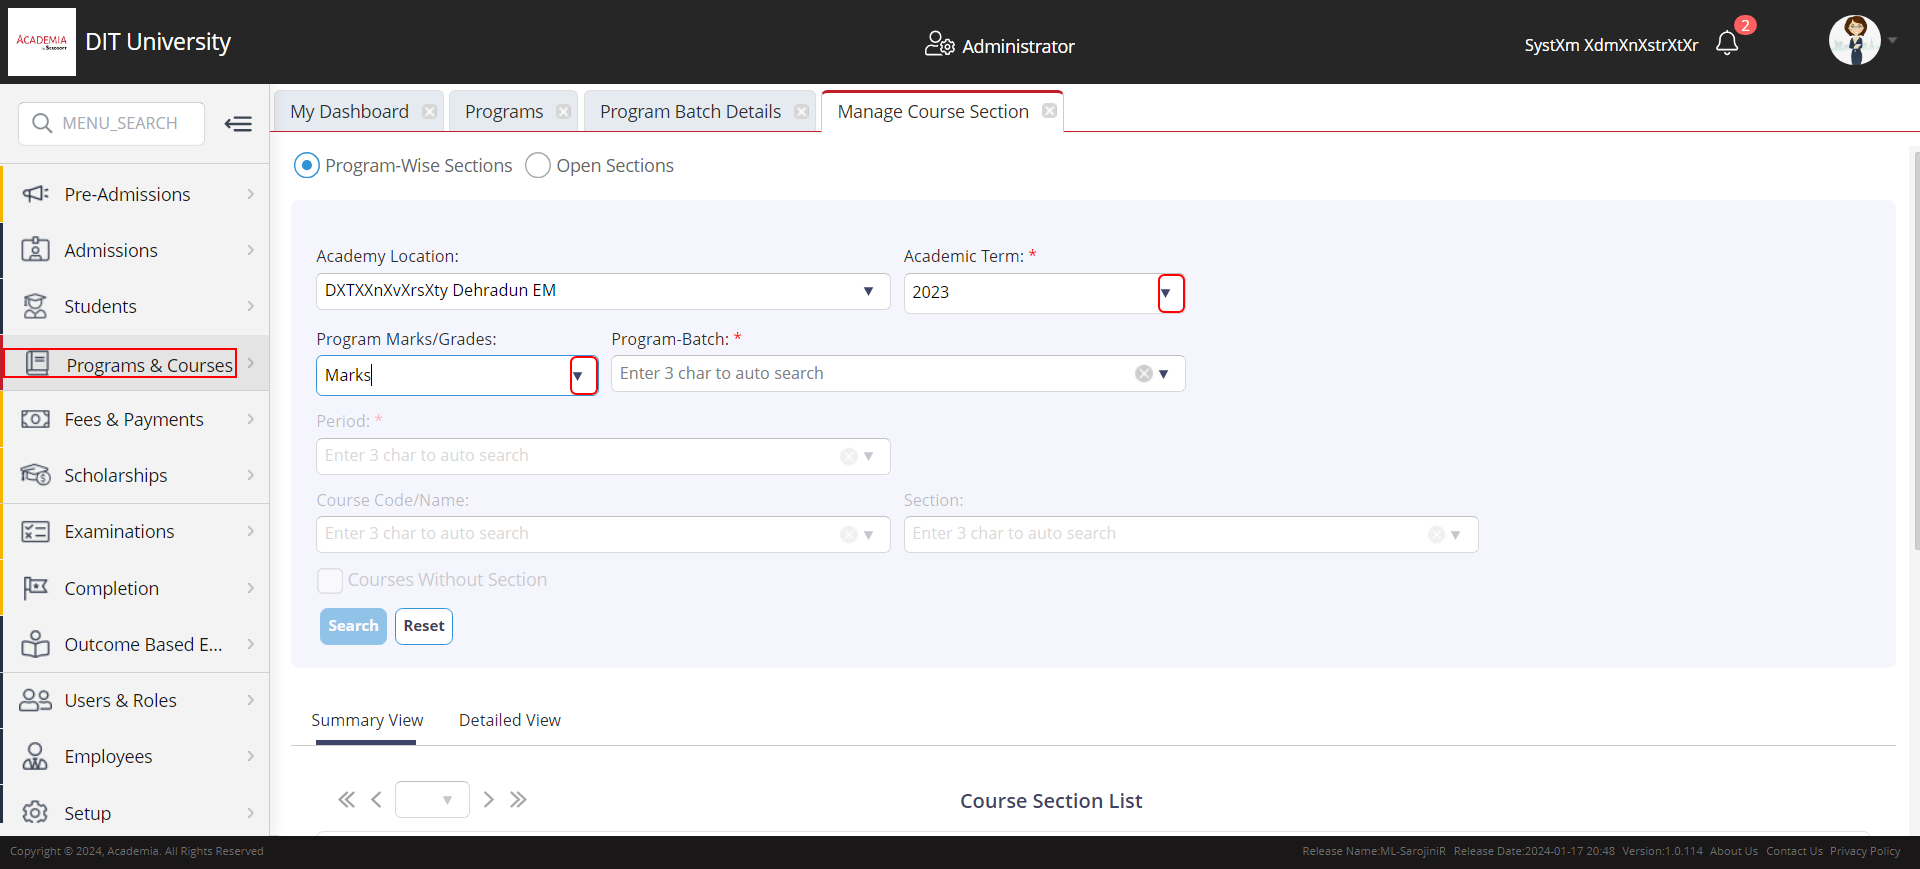 ACADEMIA
by SEROSOFT
DIT University
Administrator
SystXm XdmXnXstrXtXr
2
MENU_SEARCH
My Dashboard
Programs
Program Batch Details
Manage Course Section
Program-Wise Sections
Open Sections
Pre-Admissions
Admissions
Students
Programs & Courses
Fees & Payments
Scholarships
Examinations
Completion
Outcome Based E...
Users & Roles
Employees
Setup
Academy Location:
Academic Term: *
DXTXXnXvXrsXty Dehradun EM
2023
Program Marks/Grades:
Program-Batch: *
Marks
Enter 3 char to auto search
Period: *
Enter 3 char to auto search
Course Code/Name:
Section:
Enter 3 char to auto search
Enter 3 char to auto search
Courses Without Section
Search
Reset
Summary View
Detailed View
Course Section List
Copyright © 2024, Academia. All Rights Reserved
Release Name:ML-SarojiniR Release Date:2024-01-17 20:48 Version:1.0.114 About Us Contact Us Privacy Policy